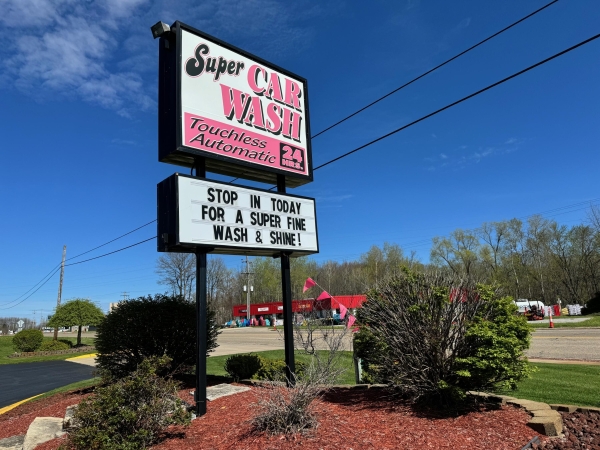 Super CAR
WASH
Touchless
Automatic
24
STOP IN TODAY
FOR A SUPER FINE
WASH & SHINE!